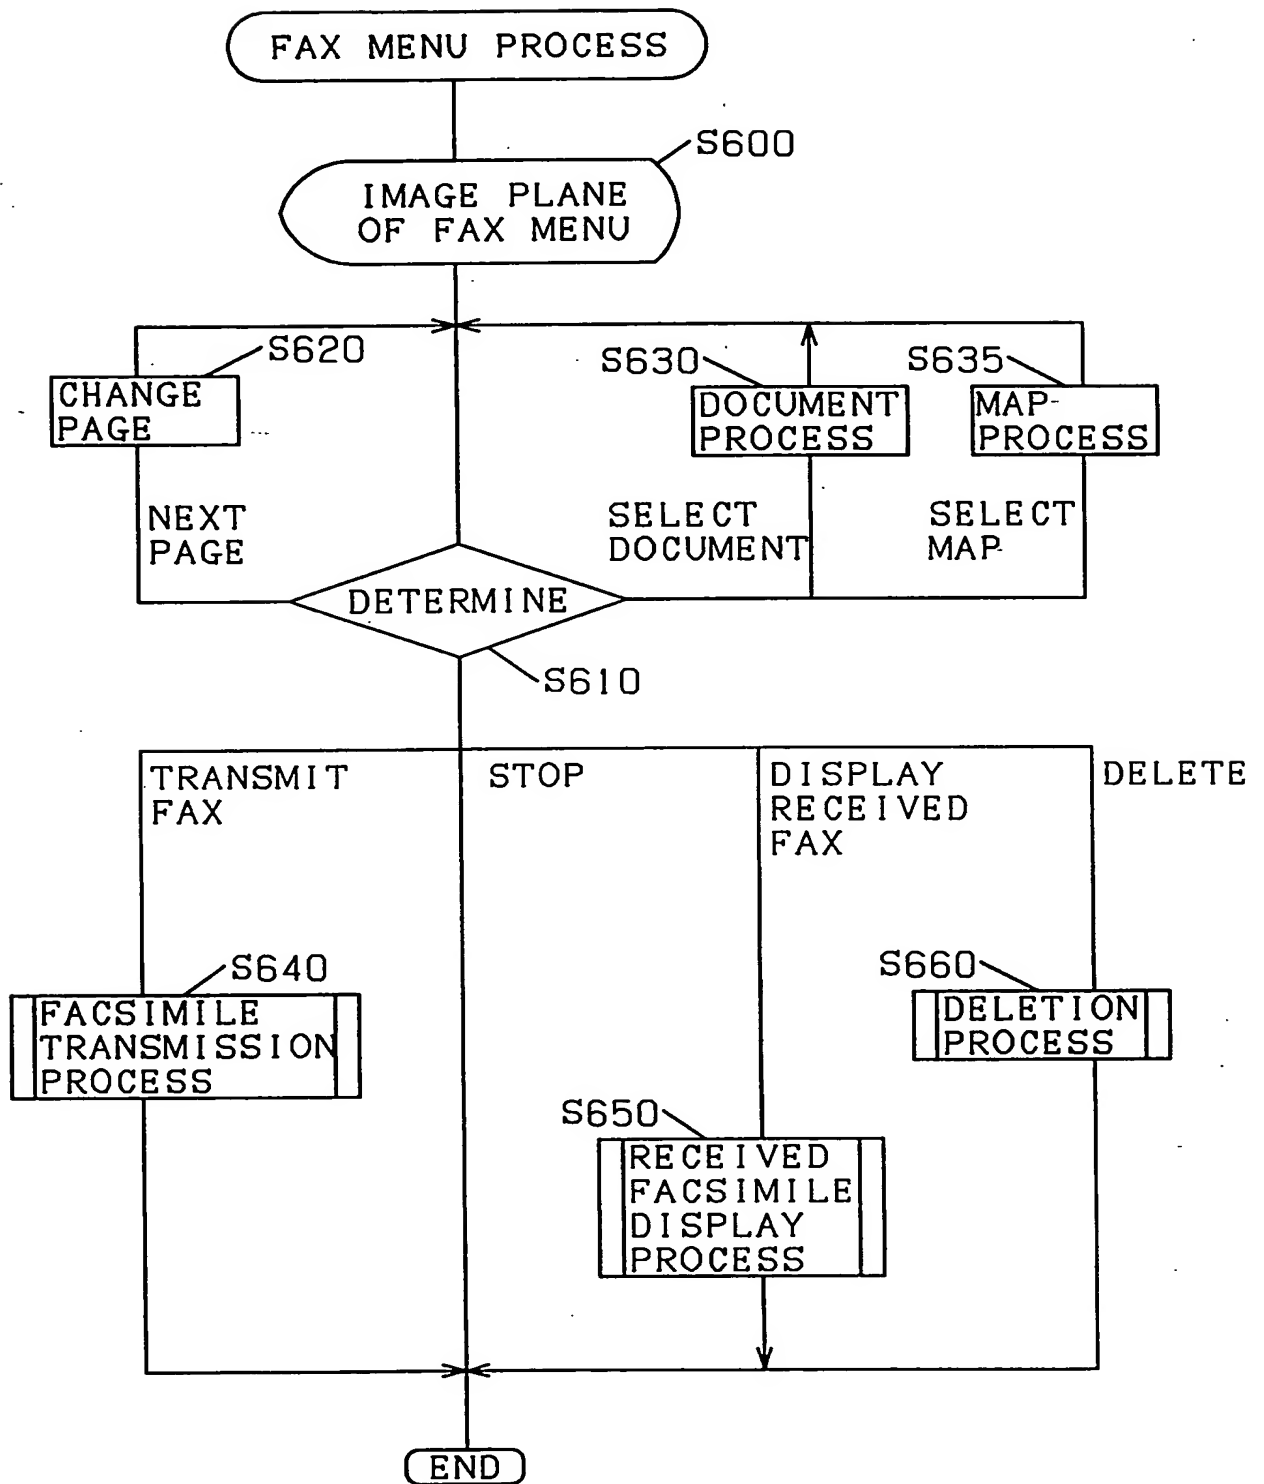 FAX MENU PROCESS
S600
IMAGE PLANE
OF FAX MENU
S620
S630
S635
CHANGE
PAGE
DOCUMENT
PROCESS
MAP
PROCESS
NEXT
PAGE
SELECT
DOCUMENT
SELECT
MAP
DETERMINE
S610
TRANSMIT
FAX
STOP
DISPLAY
RECEIVED
FAX
DELETE
S640
FACSIMILE
TRANSMISSION
PROCESS
S660
DELETION
PROCESS
S650
RECEIVED
FACSIMILE
DISPLAY
PROCESS
END